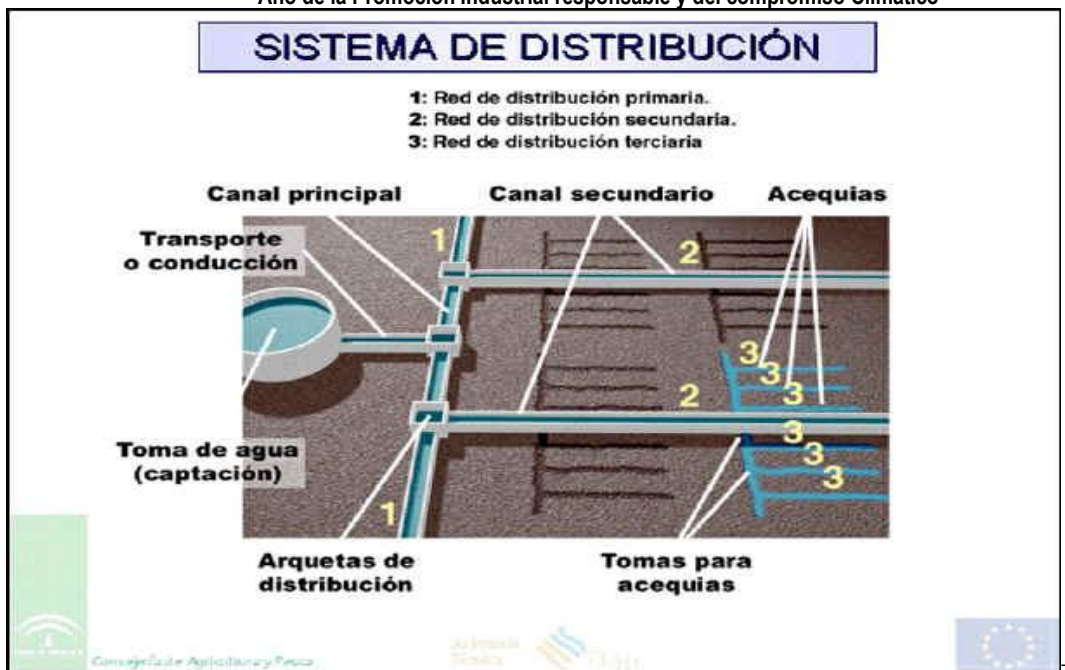 Año de la Promoción Industrial responsable y del compromiso Climático
SISTEMA DE DISTRIBUCIÓN
1: Red de distribución primaria.
2: Red de distribución secundaria.
3: Red de distribución terciaria
Canal principal
Canal secundario
Acequias
Transporte
o conducción
1
2
3
3
3
2
3
3
3
1
Toma de agua
(captación)
Arquetas de
distribución
Tomas para
acequias
Consejería de Agricultura y Pesca